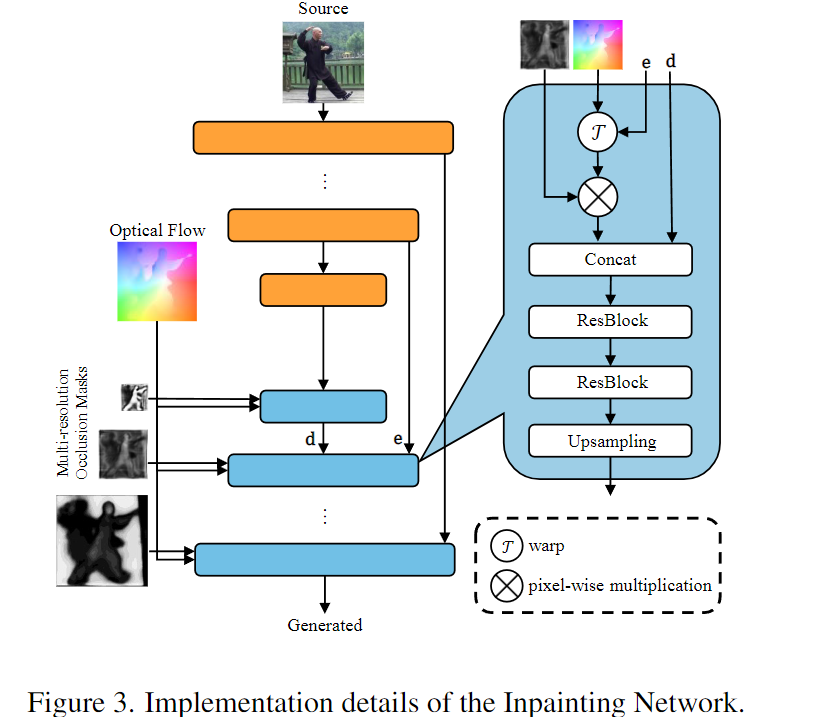 Source
e d
𝒯
Optical Flow
Concat
ResBlock
ResBlock
Upsampling
Multi-resolution
Occlusion Masks
d
e
𝒯 warp
pixel-wise multiplication
Generated
Figure 3. Implementation details of the Inpainting Network.